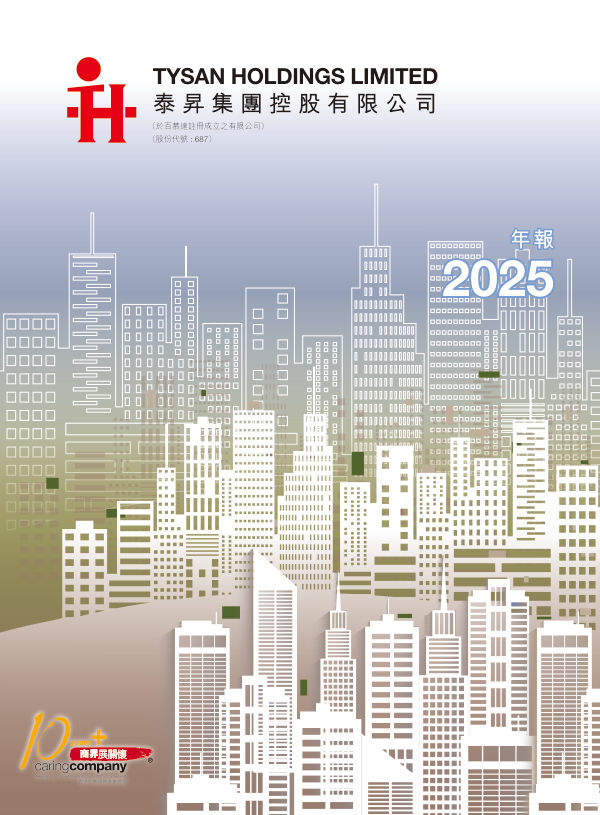 TYSAN HOLDINGS LIMITED
泰昇集團控股有限公司
（於百慕達註冊成立之有限公司）
（股份代號 : 687）
年報
2025
10+
商界展關懷
caringcompany®